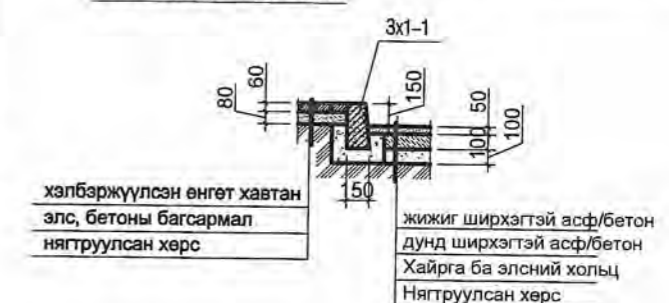 3x1-1
80
60
150
50
100
100
150
хэлбэржүүлсэн өнгөт хавтан
элс, бетоны багсармал
нягтруулсан хөрс
жижиг ширхэгтэй асф/бетон
дунд ширхэгтэй асф/бетон
Хайрга ба элсний хольц
Нягтруулсан хөрс